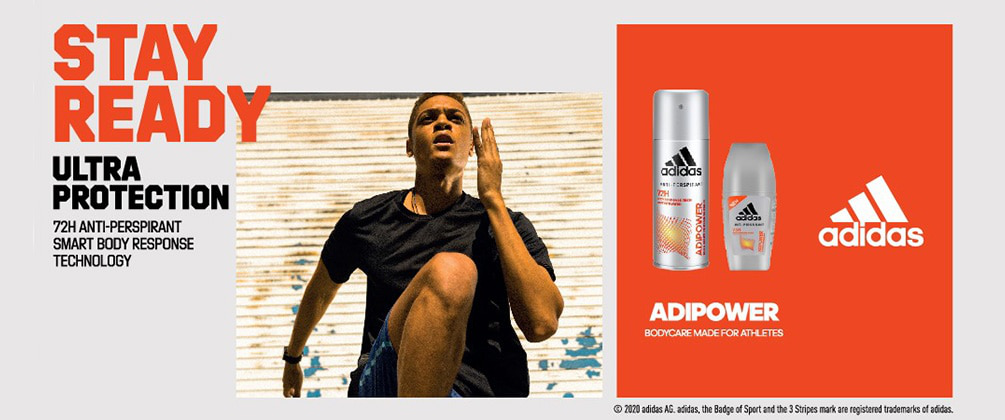 STAY
READY
ULTRA
PROTECTION
72H ANTI-PERSPIRANT
SMART BODY RESPONSE
TECHNOLOGY
adidas
ANTI-PERSPIRANT
72H
ADIPOWER
adidas
ADIPOWER
BODYCARE MADE FOR ATHLETES
adidas
© 2020 adidas AG. adidas, the Badge of Sport and the 3 Stripes mark are registered trademarks of adidas.